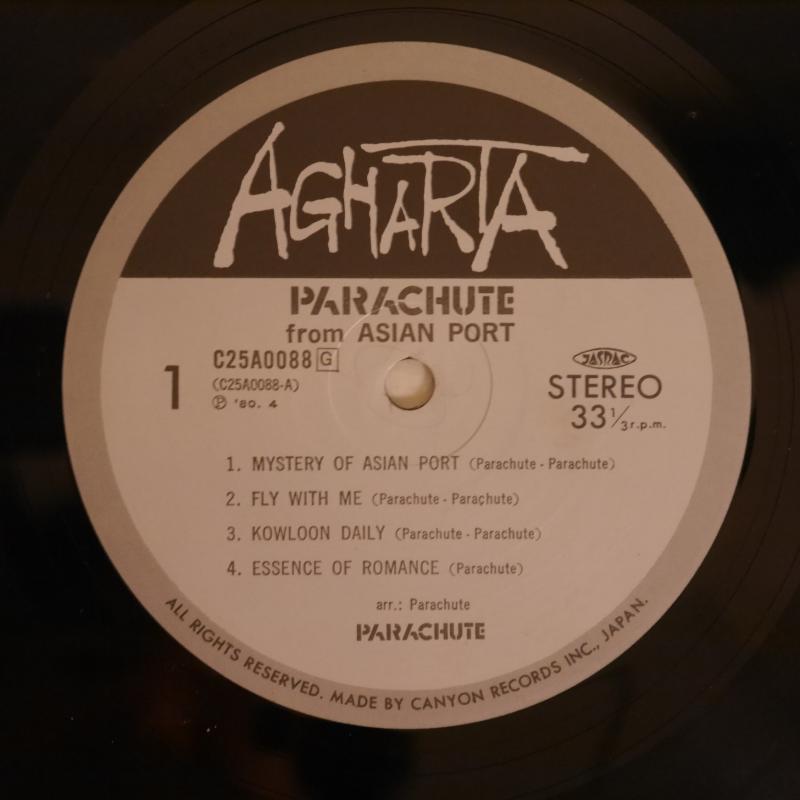 AGHARTA
PARACHUTE
from ASIAN PORT
1
C25A0088 G
(C25A0088-A)
Ⓟ '80. 4
JASRAC
STEREO
33 1/3 r.p.m.
1. MYSTERY OF ASIAN PORT (Parachute - Parachute)
2. FLY WITH ME (Parachute - Parachute)
3. KOWLOON DAILY (Parachute - Parachute)
4. ESSENCE OF ROMANCE (Parachute)
arr.: Parachute
PARACHUTE
ALL RIGHTS RESERVED. MADE BY CANYON RECORDS INC., JAPAN.